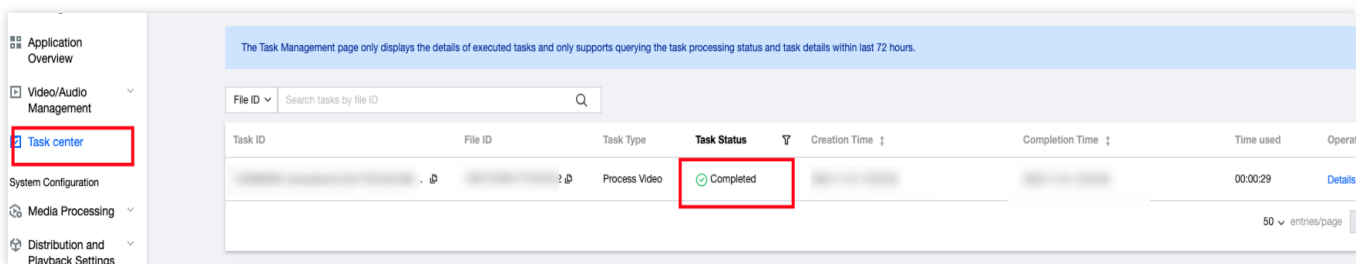 Application
Overview
Video/Audio
Management
Task center
System Configuration
Media Processing
Distribution and
Playback Settings
The Task Management page only displays the details of executed tasks and only supports querying the task processing status and task details within last 72 hours.
File ID Search tasks by file ID
Task ID File ID Task Type Task Status Creation Time Completion Time Time used Operat
2 Process Video Completed 00:00:29 Details
50 entries/page